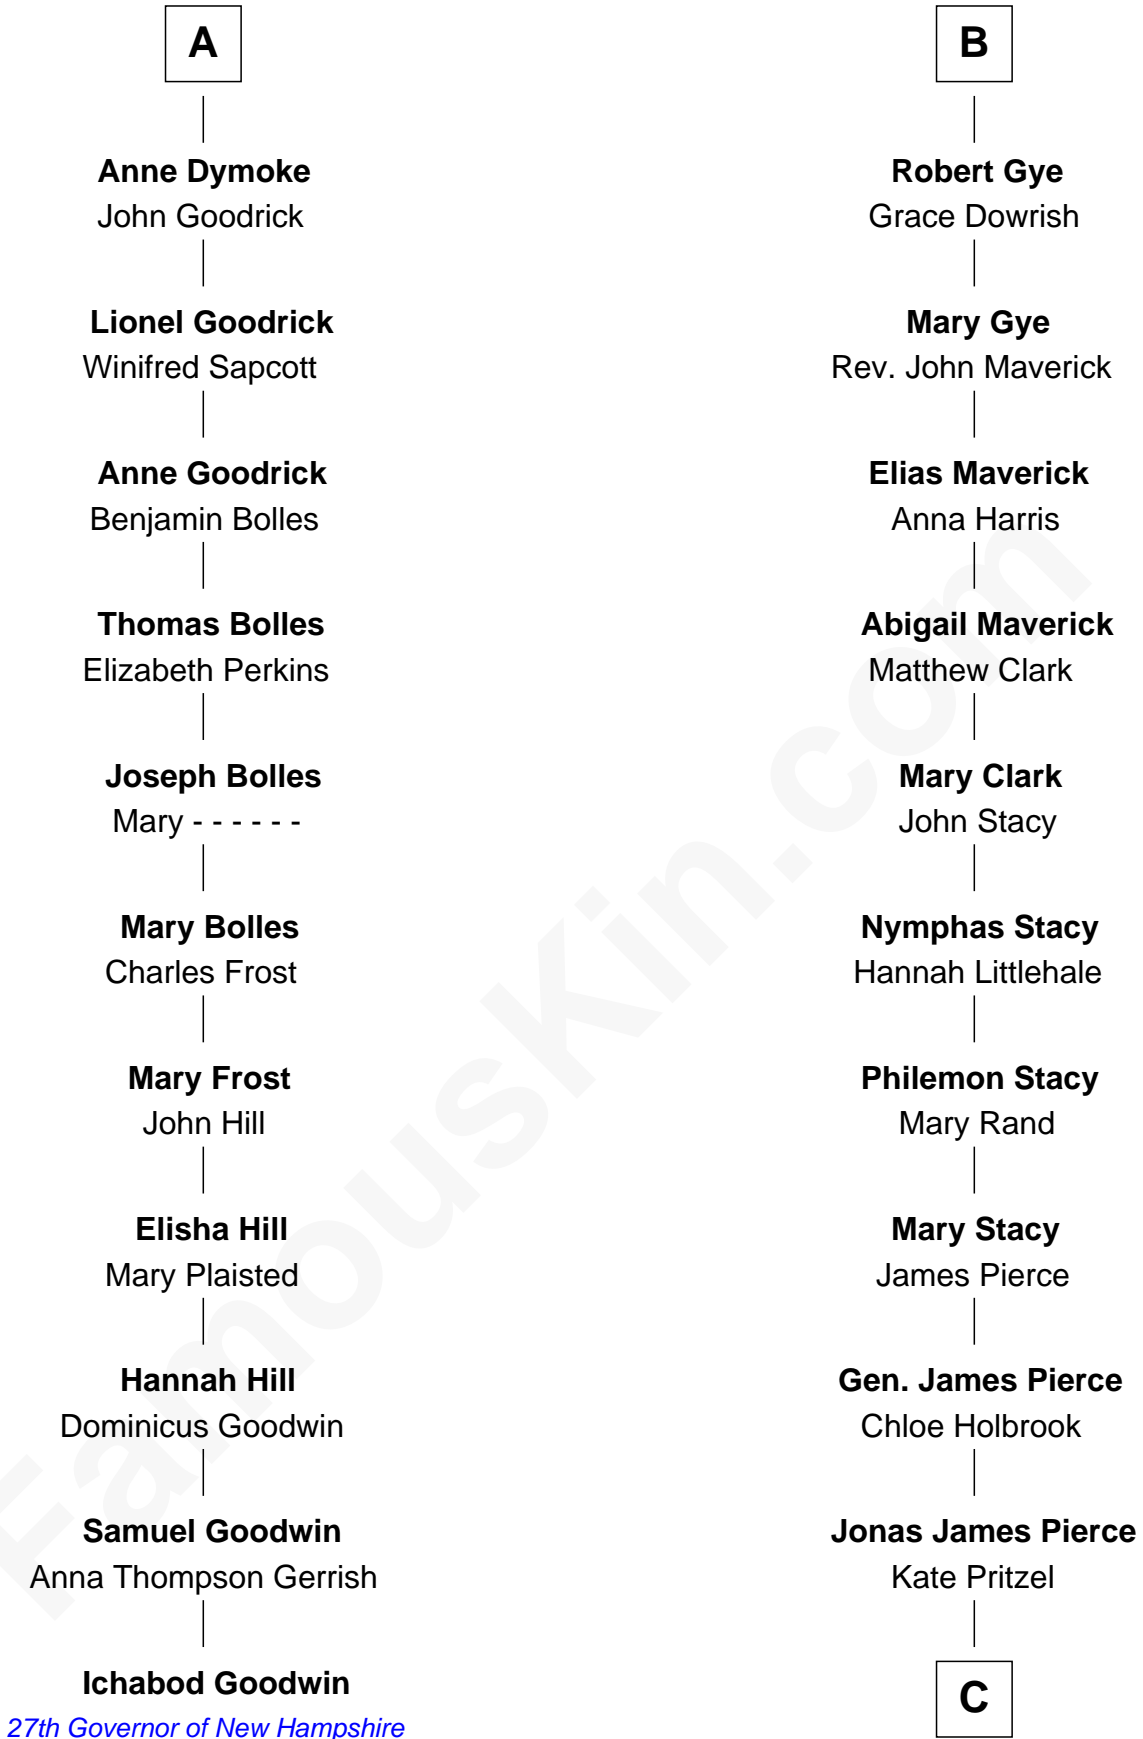 A
Anne Dymoke
John Goodrick
Lionel Goodrick
Winifred Sapcott
Anne Goodrick
Benjamin Bolles
Thomas Bolles
Elizabeth Perkins
Joseph Bolles
Mary - - - - - -
Mary Bolles
Charles Frost
Mary Frost
John Hill
Elisha Hill
Mary Plaisted
Hannah Hill
Dominicus Goodwin
Samuel Goodwin
Anna Thompson Gerrish
Ichabod Goodwin
27th Governor of New Hampshire
B
Robert Gye
Grace Dowrish
Mary Gye
Rev. John Maverick
Elias Maverick
Anna Harris
Abigail Maverick
Matthew Clark
Mary Clark
John Stacy
Nymphas Stacy
Hannah Littlehale
Philemon Stacy
Mary Rand
Mary Stacy
James Pierce
Gen. James Pierce
Chloe Holbrook
Jonas James Pierce
Kate Pritzel
C
FamousKin.com